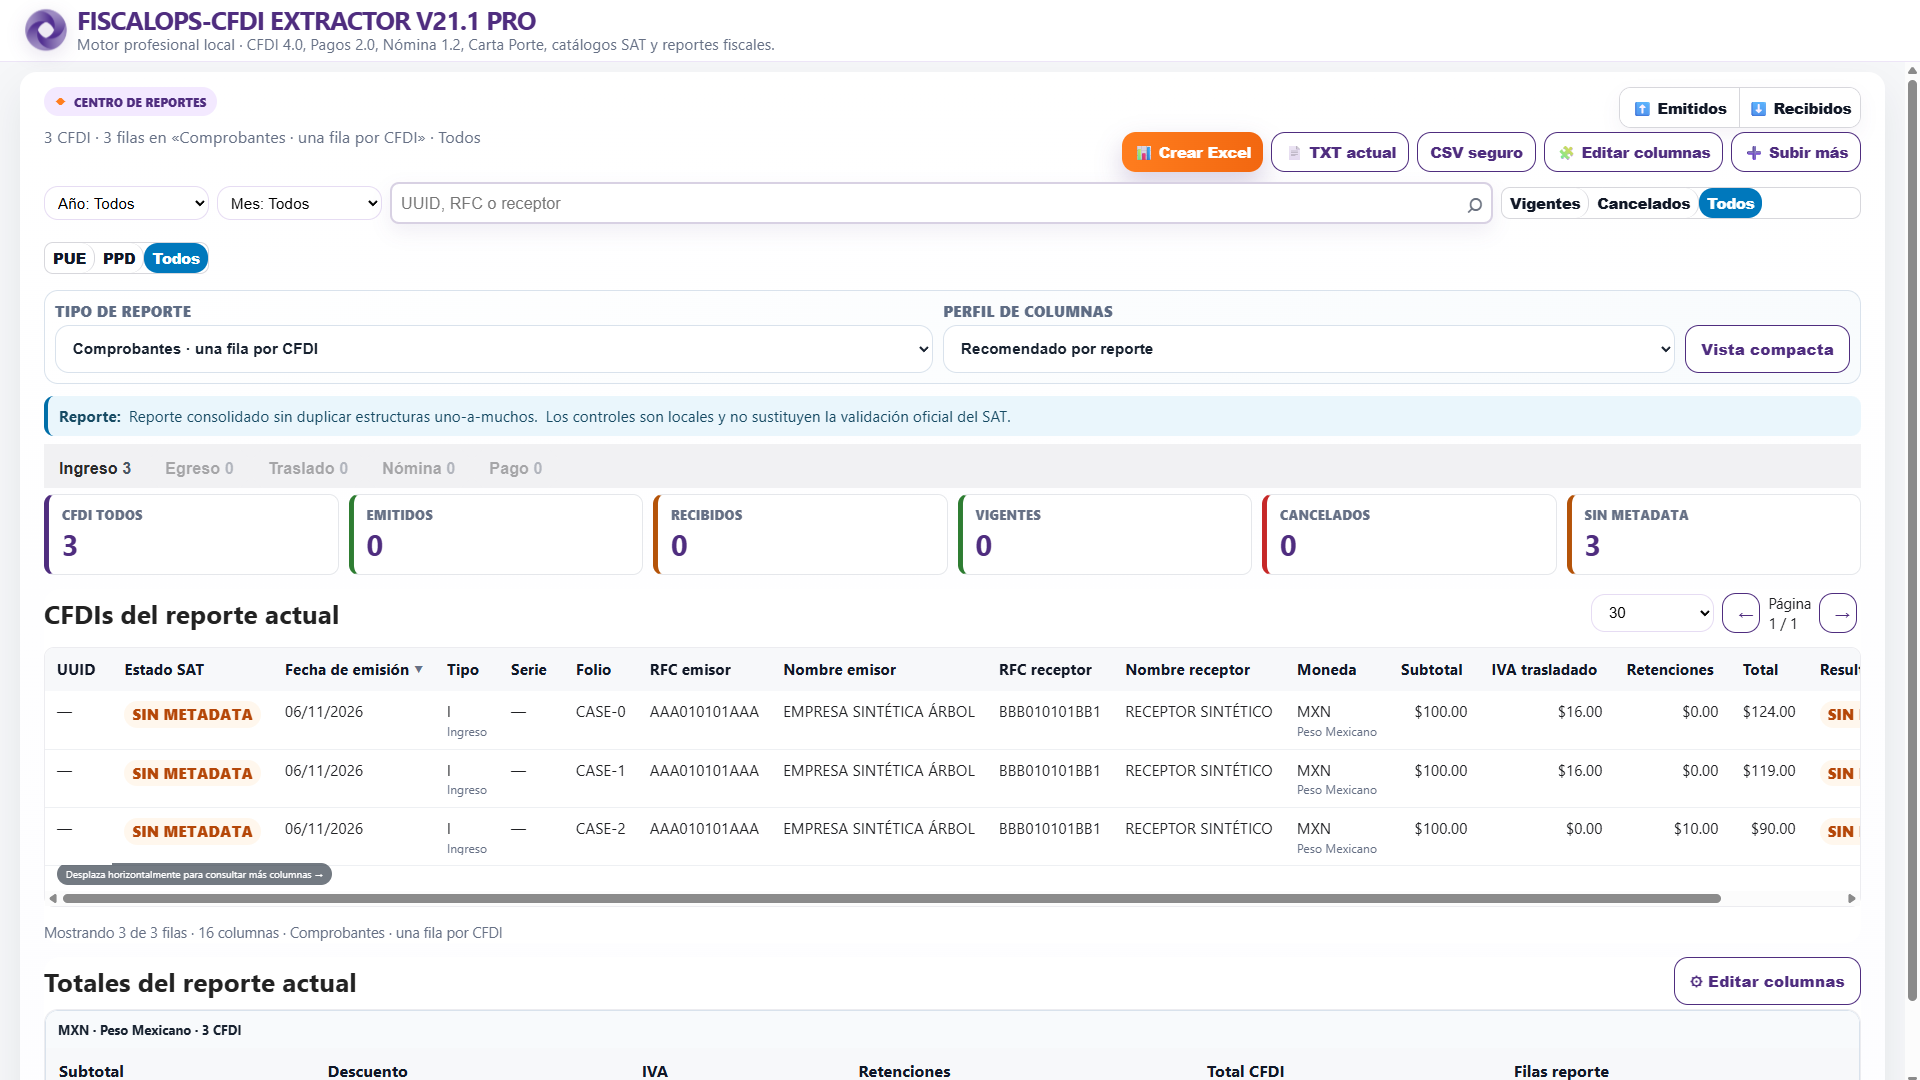 FISCALOPS-CFDI EXTRACTOR V21.1 PRO
Motor profesional local · CFDI 4.0, Pagos 2.0, Nómina 1.2, Carta Porte, catálogos SAT y reportes fiscales.
CENTRO DE REPORTES
Emitidos Recibidos
3 CFDI · 3 filas en «Comprobantes · una fila por CFDI» · Todos
Crear Excel TXT actual CSV seguro Editar columnas Subir más
Año: Todos Mes: Todos UUID, RFC o receptor Vigentes Cancelados Todos
PUE PPD Todos
TIPO DE REPORTE PERFIL DE COLUMNAS
Comprobantes · una fila por CFDI Recomendado por reporte Vista compacta
Reporte: Reporte consolidado sin duplicar estructuras uno-a-muchos. Los controles son locales y no sustituyen la validación oficial del SAT.
Ingreso 3 Egreso 0 Traslado 0 Nómina 0 Pago 0
CFDI TODOS EMITIDOS RECIBIDOS VIGENTES CANCELADOS SIN METADATA
3 0 0 0 0 3
CFDIs del reporte actual 30 ← Página 1 / 1 →
UUID Estado SAT Fecha de emisión ▼ Tipo Serie Folio RFC emisor Nombre emisor RFC receptor Nombre receptor Moneda Subtotal IVA trasladado Retenciones Total Resul
— SIN METADATA 06/11/2026 I — CASE-0 AAA010101AAA EMPRESA SINTÉTICA ÁRBOL BBB010101BB1 RECEPTOR SINTÉTICO MXN $100.00 $16.00 $0.00 $124.00 SIN
Ingreso Peso Mexicano
— SIN METADATA 06/11/2026 I — CASE-1 AAA010101AAA EMPRESA SINTÉTICA ÁRBOL BBB010101BB1 RECEPTOR SINTÉTICO MXN $100.00 $16.00 $0.00 $119.00 SIN
Ingreso Peso Mexicano
— SIN METADATA 06/11/2026 I — CASE-2 AAA010101AAA EMPRESA SINTÉTICA ÁRBOL BBB010101BB1 RECEPTOR SINTÉTICO MXN $100.00 $0.00 $10.00 $90.00 SIN
Ingreso Peso Mexicano
Desplaza horizontalmente para consultar más columnas →
Mostrando 3 de 3 filas · 16 columnas · Comprobantes · una fila por CFDI
Totales del reporte actual Editar columnas
MXN · Peso Mexicano · 3 CFDI
Subtotal Descuento IVA Retenciones Total CFDI Filas reporte